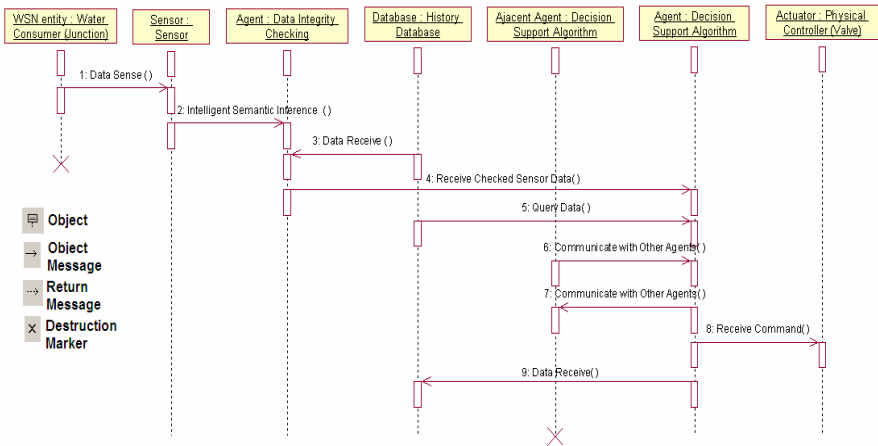 WSN entity : Water
Consumer (Junction)
Sensor :
Sensor
Agent : Data Integrity
Checking
Database : History
Database
Ajacent Agent : Decision
Support Algorithm
Agent : Decision
Support Algorithm
Actuator : Physical
Controller (Valve)
1: Data Sense ( )
2: Intelligent Semantic Inference ( )
3: Data Receive ( )
4: Receive Checked Sensor Data( )
5: Query Data( )
6: Communicate with Other Agents( )
7: Communicate with Other Agents( )
8: Receive Command( )
9: Data Receive( )
Object
Object
Message
Return
Message
Destruction
Marker